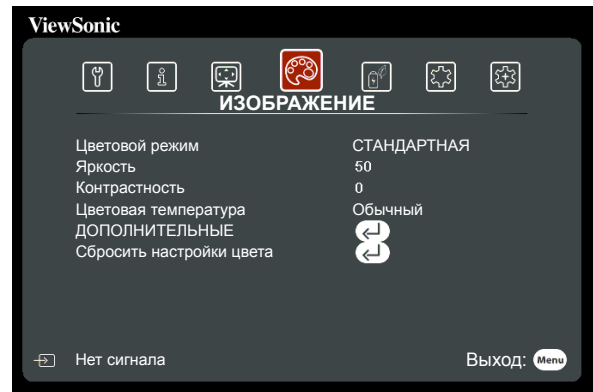 ViewSonic
ИЗОБРАЖЕНИЕ
Цветовой режим СТАНДАРТНАЯ
Яркость 50
Контрастность 0
Цветовая температура Обычный
ДОПОЛНИТЕЛЬНЫЕ
Сбросить настройки цвета
Нет сигнала Выход: Menu